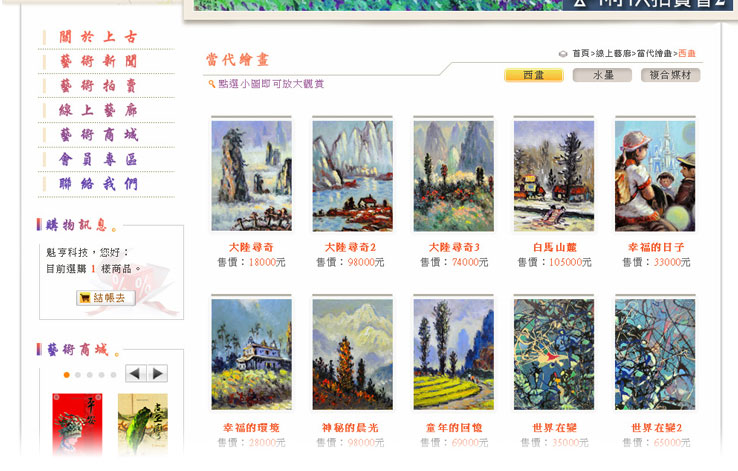 關於上古
藝術新聞
藝術拍賣
線上藝廊
藝術商城
會員專區
聯絡我們
購物訊息。
魅亨科技，您好：
目前選購 1 樣商品。
結帳去
藝術商城。
平安
當代繪畫
點選小圖即可放大觀賞
首頁>線上藝廊>當代繪畫>西畫
西畫
水墨
複合媒材
大陸尋奇
售價：18000元
大陸尋奇2
售價：98000元
大陸尋奇3
售價：74000元
白馬山麓
售價：105000元
幸福的日子
售價：33000元
幸福的環境
售價：28000元
神秘的晨光
售價：98000元
童年的回憶
售價：69000元
世界在變
售價：35000元
世界在變2
售價：65000元